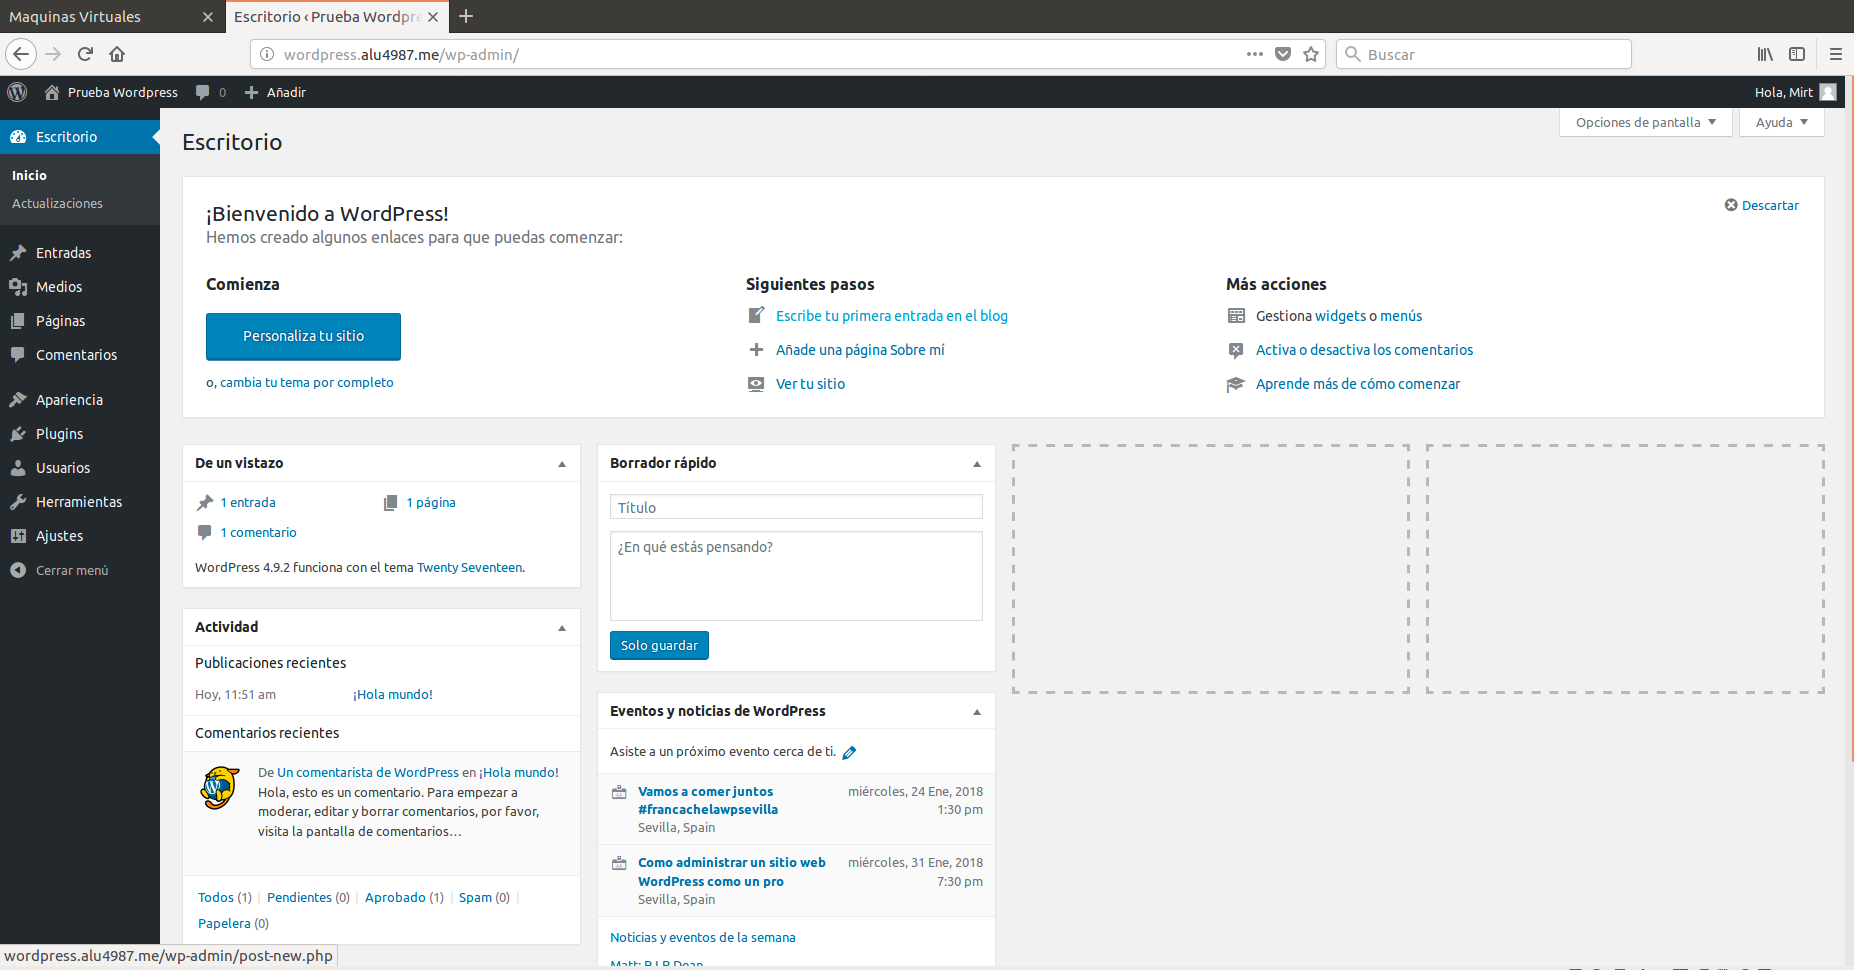 Maquinas Virtuales
Escritorio ‹ Prueba Wordpre
wordpress.alu4987.me/wp-admin/
Buscar
Prueba Wordpress
0
Añadir
Hola, Mirt
Escritorio
Inicio
Actualizaciones
Entradas
Medios
Páginas
Comentarios
Apariencia
Plugins
Usuarios
Herramientas
Ajustes
Cerrar menú
Opciones de pantalla
Ayuda
Escritorio
¡Bienvenido a WordPress!
Hemos creado algunos enlaces para que puedas comenzar:
Descartar
Comienza
Personaliza tu sitio
o, cambia tu tema por completo
Siguientes pasos
Escribe tu primera entrada en el blog
Añade una página Sobre mí
Ver tu sitio
Más acciones
Gestiona widgets o menús
Activa o desactiva los comentarios
Aprende más de cómo comenzar
De un vistazo
1 entrada
1 página
1 comentario
WordPress 4.9.2 funciona con el tema Twenty Seventeen.
Actividad
Publicaciones recientes
Hoy, 11:51 am
¡Hola mundo!
Comentarios recientes
De Un comentarista de WordPress en ¡Hola mundo!
Hola, esto es un comentario. Para empezar a
moderar, editar y borrar comentarios, por favor,
visita la pantalla de comentarios…
Todos (1) | Pendientes (0) | Aprobado (1) | Spam (0) |
Papelera (0)
Borrador rápido
Título
¿En qué estás pensando?
Solo guardar
Eventos y noticias de WordPress
Asiste a un próximo evento cerca de ti.
Vamos a comer juntos
#francachelawpsevilla
Sevilla, Spain
miércoles, 24 Ene, 2018
1:30 pm
Como administrar un sitio web
WordPress como un pro
Sevilla, Spain
miércoles, 31 Ene, 2018
7:30 pm
Noticias y eventos de la semana
wordpress.alu4987.me/wp-admin/post-new.php